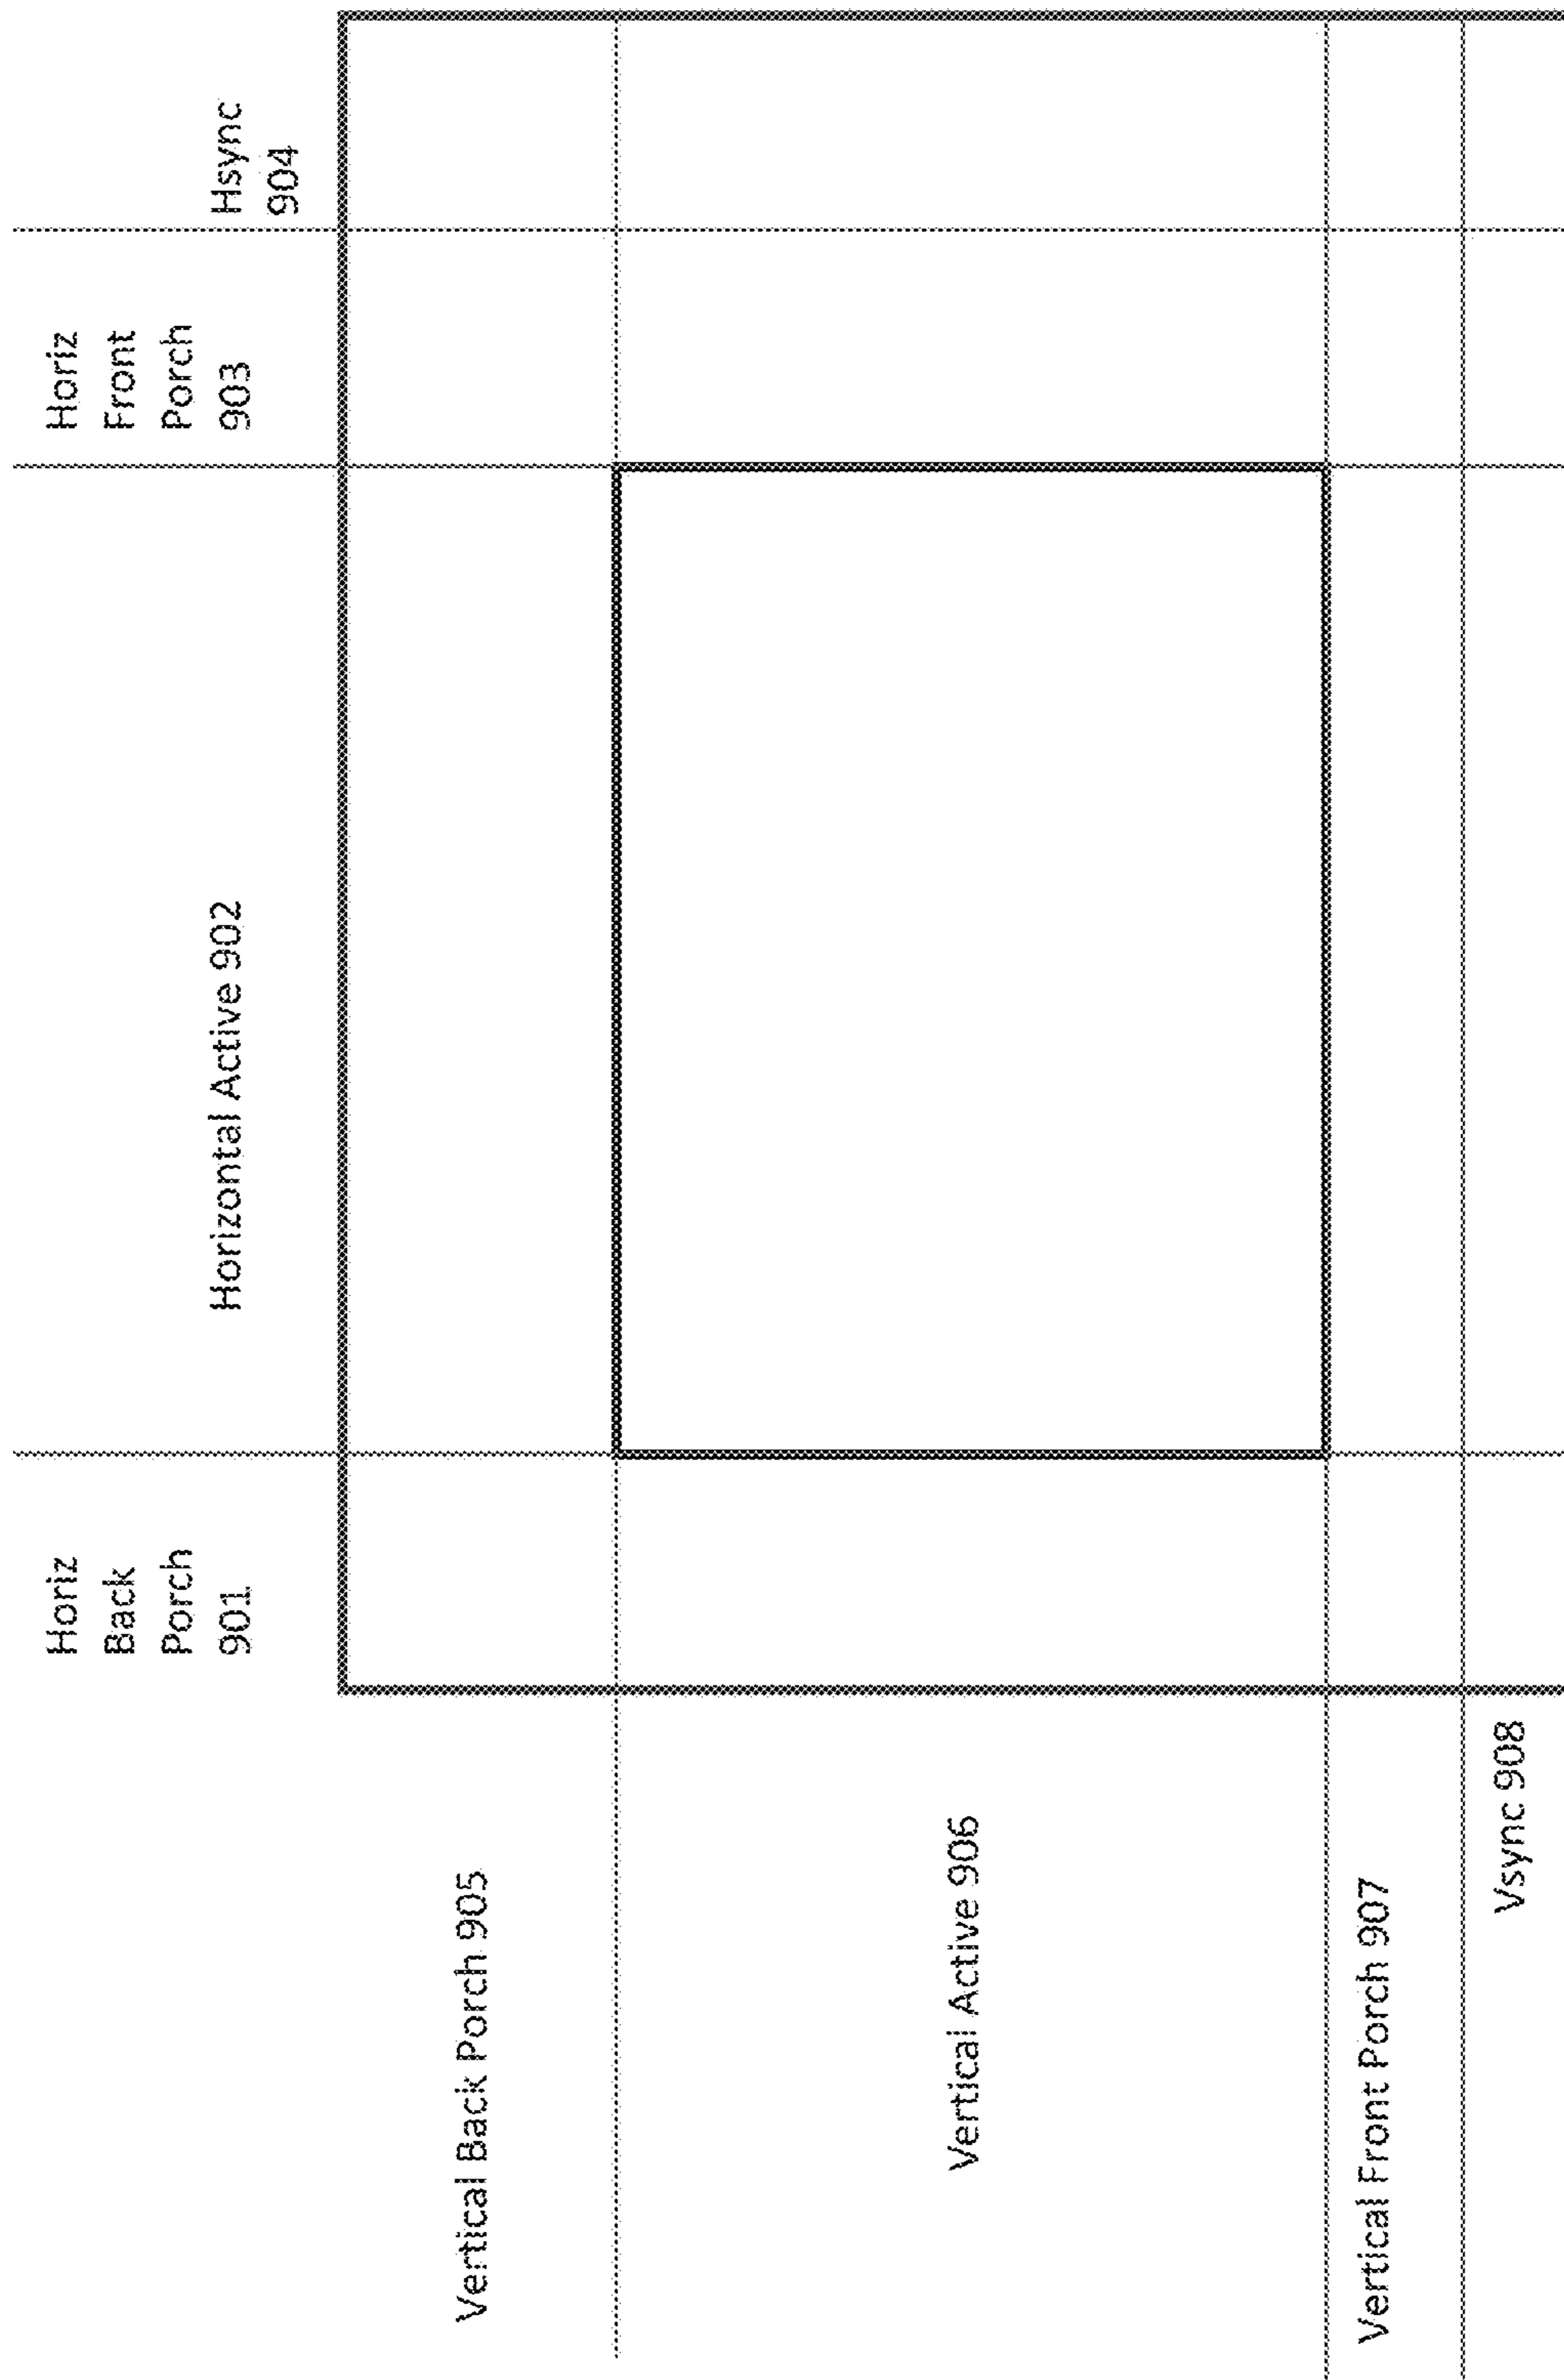 Horiz
Back
Porch
901
Horizontal Active 902
Horiz
Front
Porch
903
Hsync
904
Vertical Back Porch 905
Vertical Active 906
Vertical Front Porch 907
Vsync 908